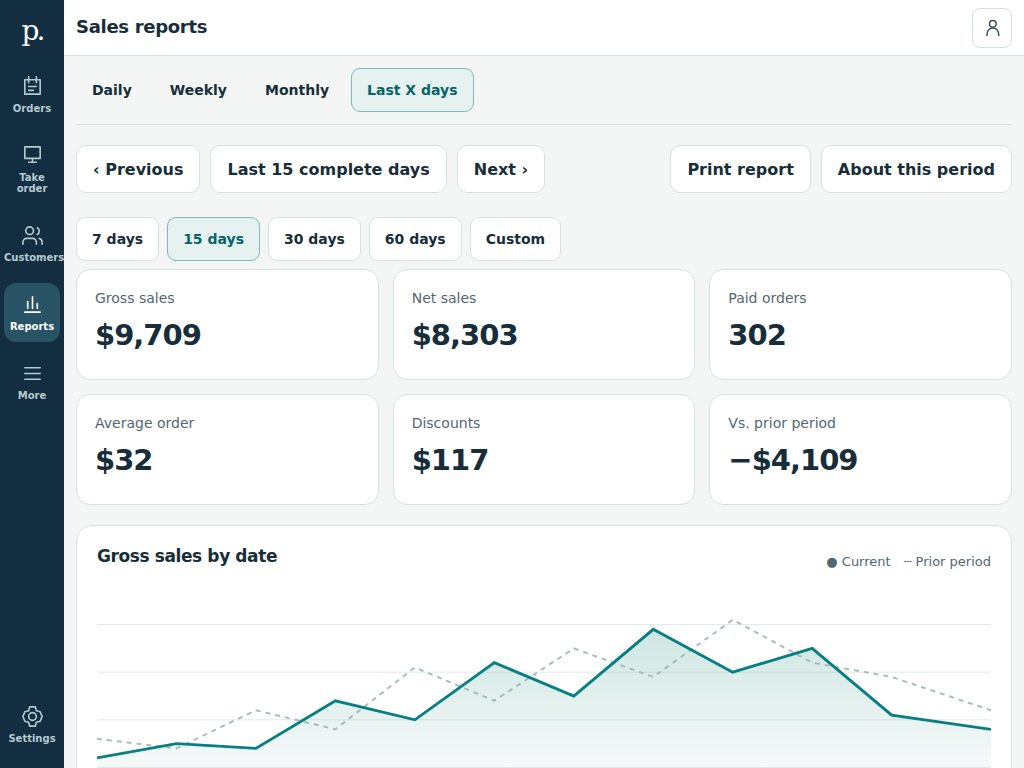 p.
Sales reports
Orders
Take
order
Customers
Reports
More
Settings
Daily Weekly Monthly Last X days
‹ Previous Last 15 complete days Next › Print report About this period
7 days 15 days 30 days 60 days Custom
Gross sales Net sales Paid orders
$9,709 $8,303 302
Average order Discounts Vs. prior period
$32 $117 −$4,109
Gross sales by date
● Current ┄ Prior period